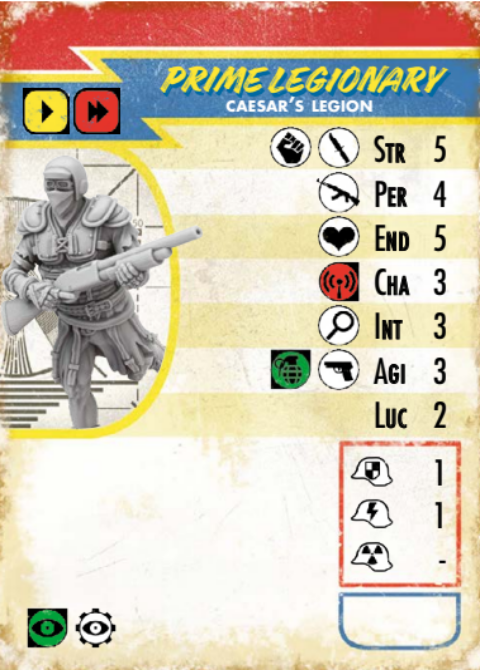 PRIME LEGIONARY
CAESAR'S LEGION
STR 5
PER 4
END 5
CHA 3
INT 3
AGI 3
LUC 2
1
1
-